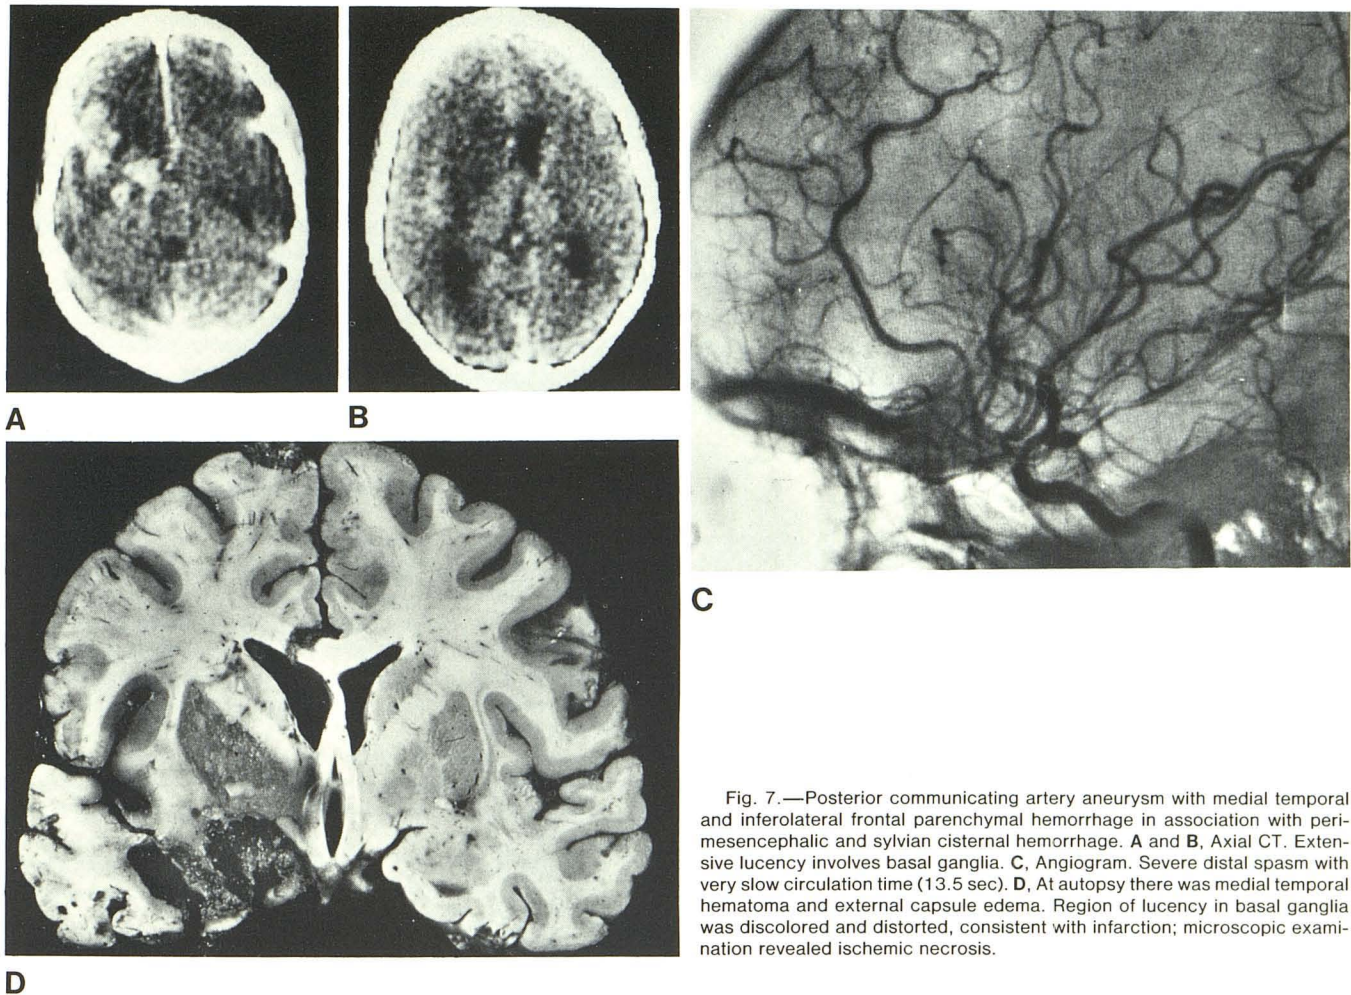 A
B
C
D
Fig. 7.—Posterior communicating artery aneurysm with medial temporal
and inferolateral frontal parenchymal hemorrhage in association with peri-
mesencephalic and sylvian cisternal hemorrhage. A and B, Axial CT. Exten-
sive lucency involves basal ganglia. C, Angiogram. Severe distal spasm with
very slow circulation time (13.5 sec). D, At autopsy there was medial temporal
hematoma and external capsule edema. Region of lucency in basal ganglia
was discolored and distorted, consistent with infarction; microscopic exami-
nation revealed ischemic necrosis.